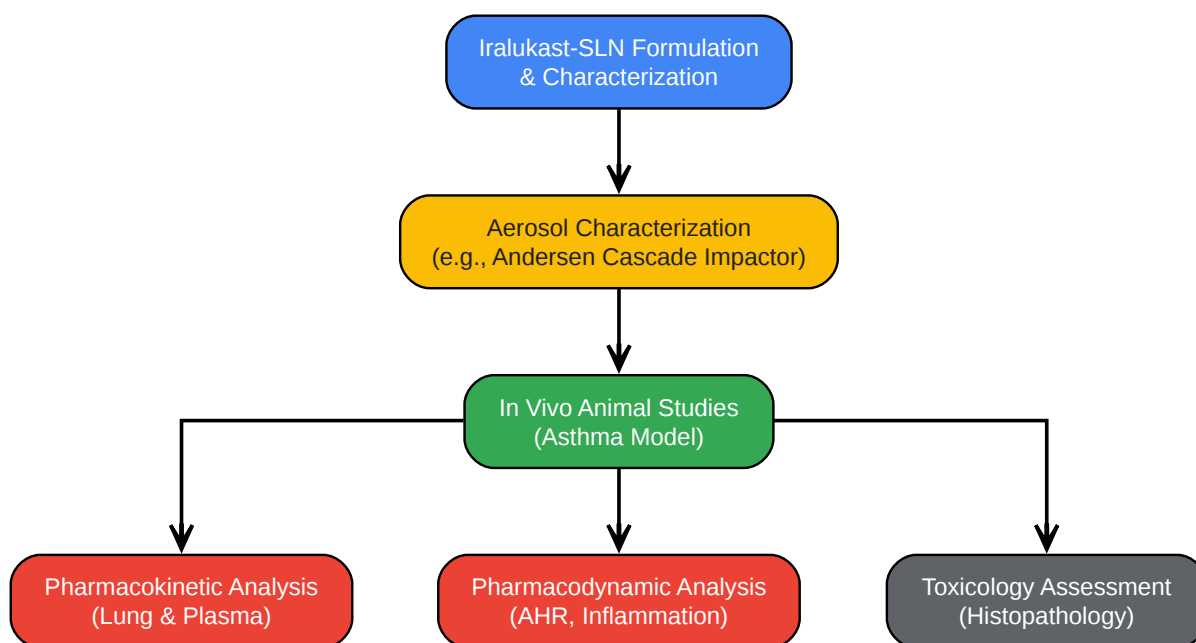 Iralukast-SLN Formulation
& Characterization
Aerosol Characterization
(e.g., Andersen Cascade Impactor)
In Vivo Animal Studies
(Asthma Model)
Pharmacokinetic Analysis
(Lung & Plasma)
Pharmacodynamic Analysis
(AHR, Inflammation)
Toxicology Assessment
(Histopathology)